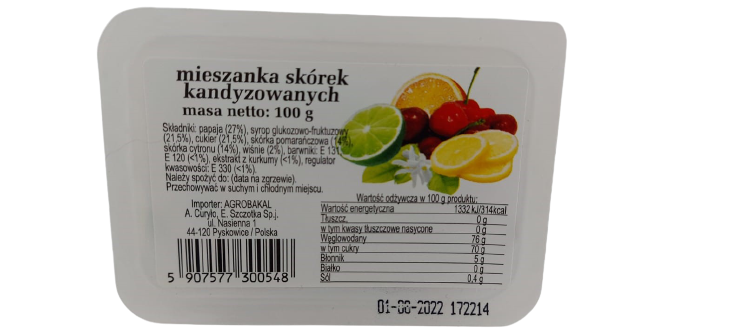 mieszanka skórek
kandyzowanych
masa netto: 100 g
Składniki: papaja (27%), syrop glukozowo-fruktuzowy
(21,5%), cukier (21,5%), skórka pomarańczowa (14%),
skórka cytronu (14%), wiśnie (2%), barwniki: E 131,
E 120 (<1%), ekstrakt z kurkumy (<1%), regulator
kwasowości: E 330 (<1%).
Należy spożyć do: (data na zgrzewie).
Przechowywać w suchym i chłodnym miejscu.
Importer: AGROBAKAL
A. Curyło, E. Szczotka Sp.j.
ul. Nasienna 1
44-120 Pyskowice / Polska
5 907577 300548
Wartość odżywcza w 100 g produktu:
Wartość energetyczna 1332 kJ/314kcal
Tłuszcz, 0 g
w tym kwasy tłuszczowe nasycone 0 g
Węglowodany 76 g
w tym cukry 70 g
Błonnik 5 g
Białko 0 g
Sól 0,4 g
01-08-2022 172214